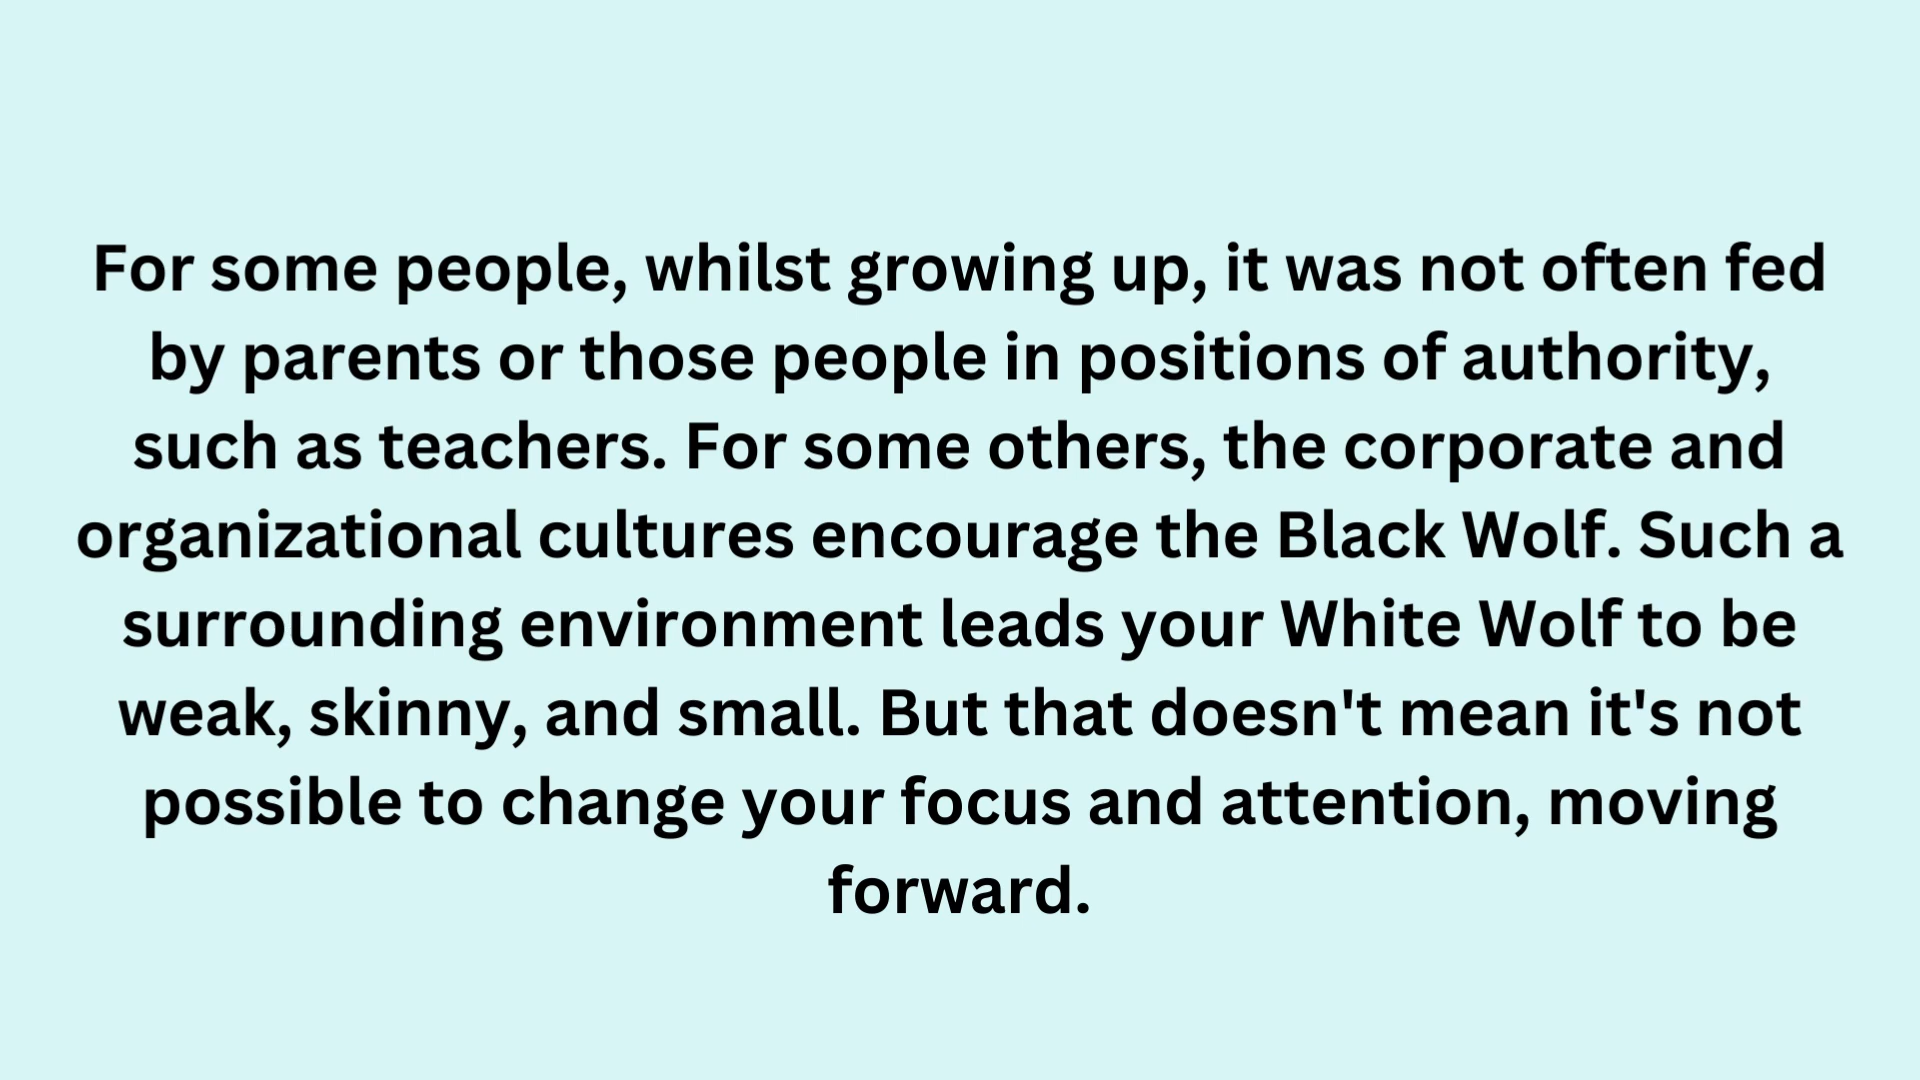 For some people, whilst growing up, it was not often fed
by parents or those people in positions of authority,
such as teachers. For some others, the corporate and
organizational cultures encourage the Black Wolf. Such a
surrounding environment leads your White Wolf to be
weak, skinny, and small. But that doesn't mean it's not
possible to change your focus and attention, moving
forward.